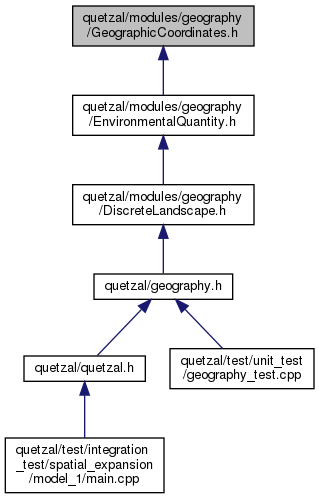 quetzal/modules/geography
/GeographicCoordinates.h
quetzal/modules/geography
/EnvironmentalQuantity.h
quetzal/modules/geography
/DiscreteLandscape.h
quetzal/geography.h
quetzal/quetzal.h
quetzal/test/unit_test
/geography_test.cpp
quetzal/test/integration
_test/spatial_expansion
/model_1/main.cpp